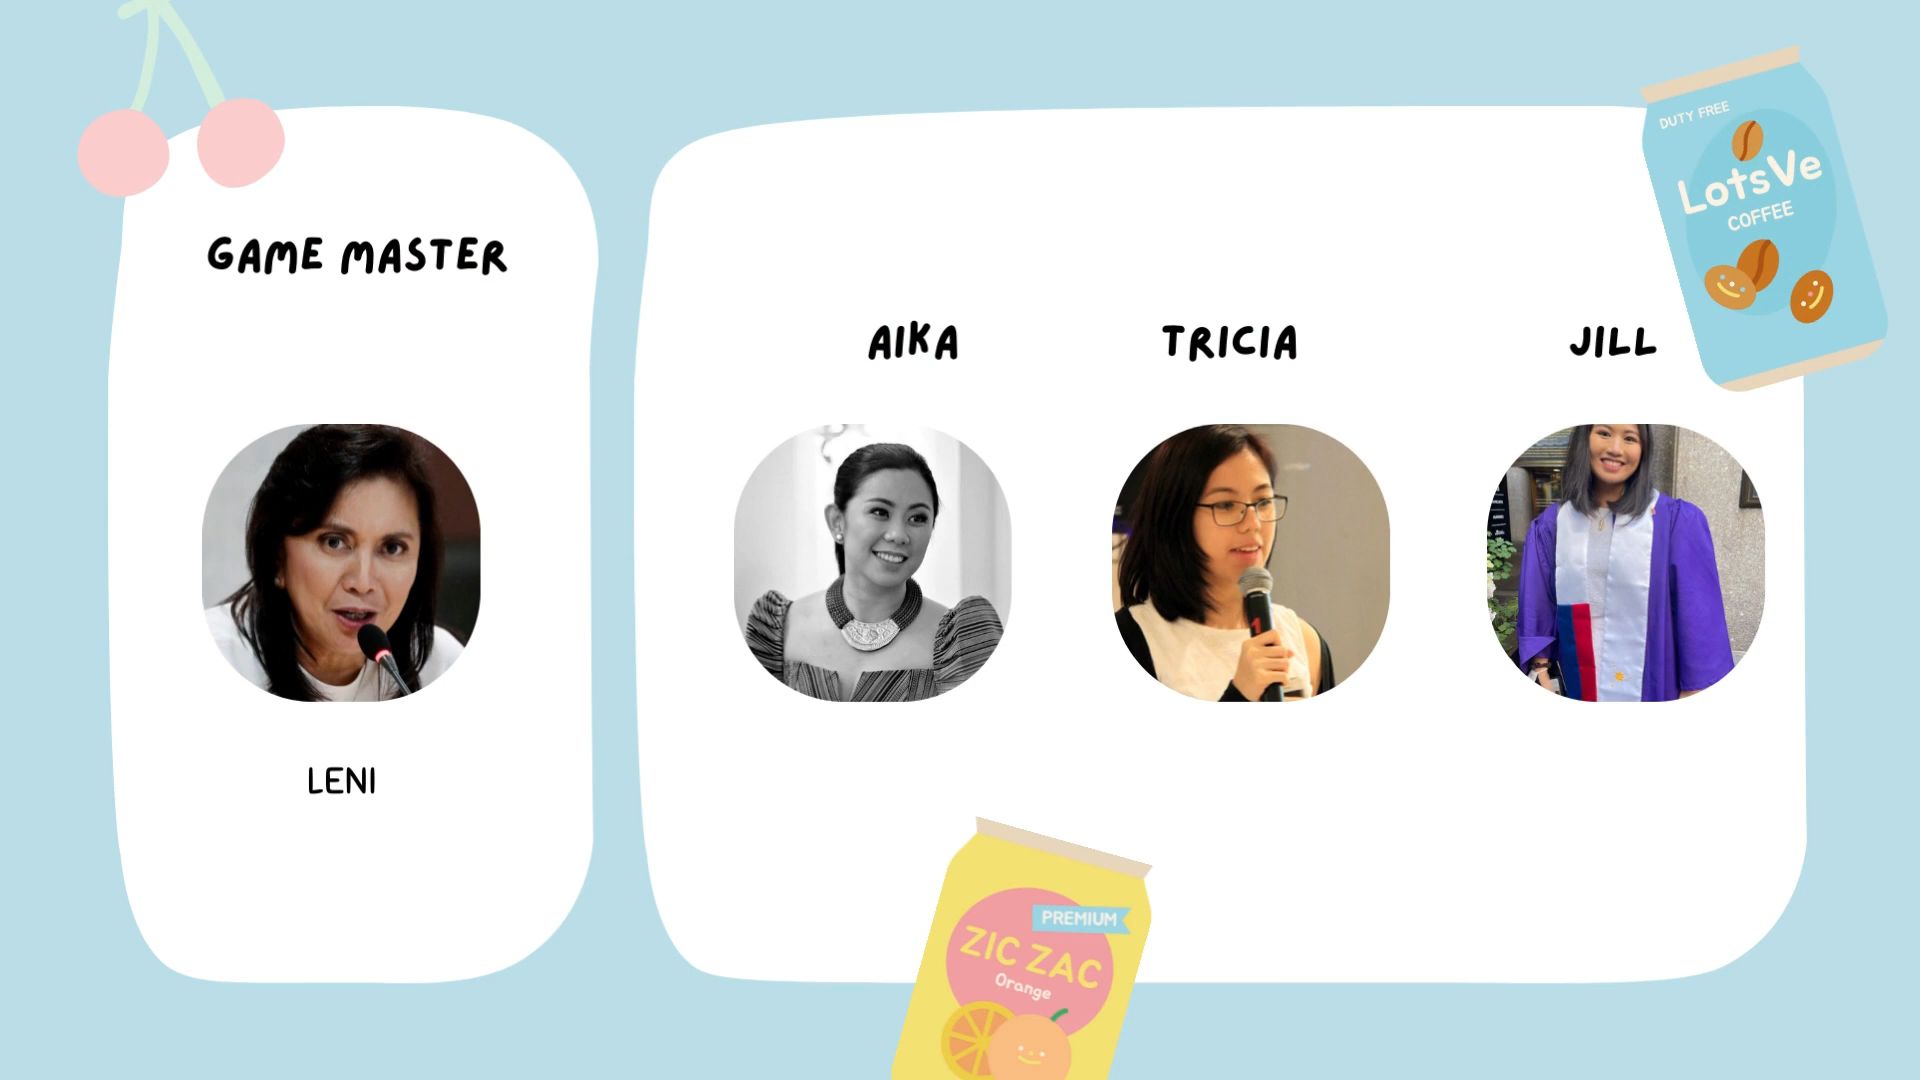 GAME MASTER
LENI
AIKA
TRICIA
JILL
DUTY FREE
LotsVe
COFFEE
PREMIUM
ZIC ZAC
Orange